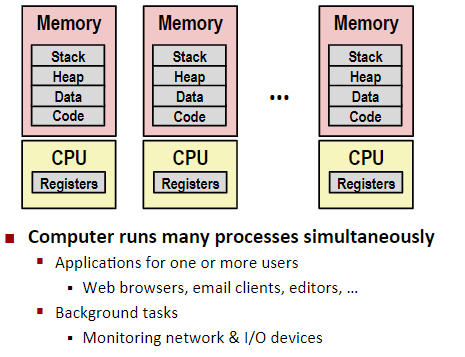 Memory
Stack
Heap
Data
Code
CPU
Registers
Memory
Stack
Heap
Data
Code
CPU
Registers
...
Memory
Stack
Heap
Data
Code
CPU
Registers
Computer runs many processes simultaneously
Applications for one or more users
Web browsers, email clients, editors, …
Background tasks
Monitoring network & I/O devices